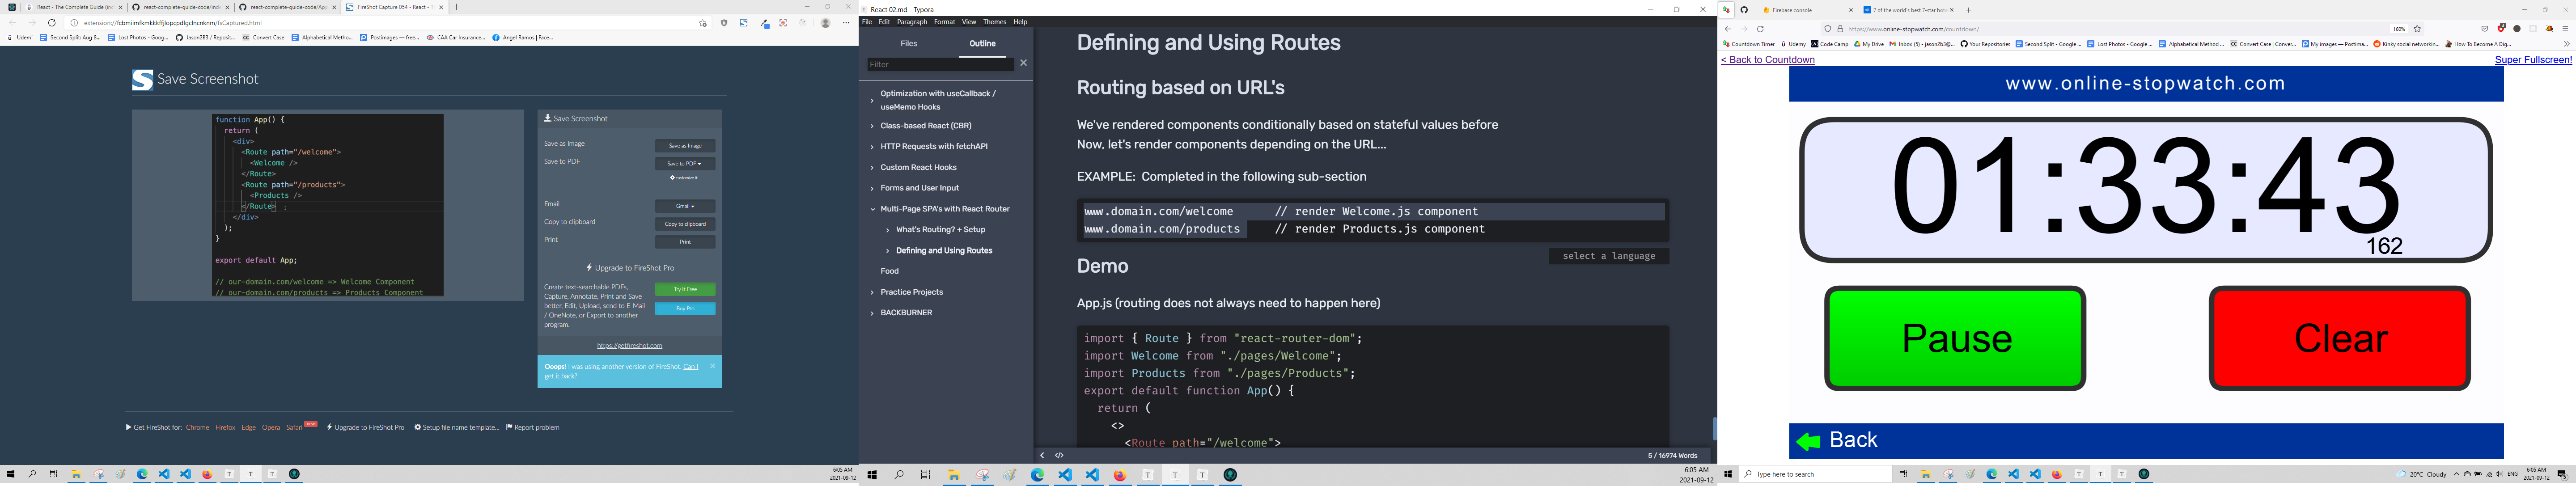 React - The Complete Guide (in
react-complete-guide-code/inde
react-complete-guide-code/App
FireShot Capture 054 - React - T
extension://fcbmiimfkmkkkffjlopcpdlgclncnknm/fsCaptured.html
Udemi
Second Split: Aug 8...
Lost Photos - Goog...
Jason2B3 / Reposit...
Convert Case
Alphabetical Metho...
Postimages — free...
CAA Car Insurance...
Angel Ramos | Face...
Save Screenshot
function App() {
return (
<div>
<Route path="/welcome">
<Welcome />
</Route>
<Route path="/products">
<Products />
</Route>
</div>
);
}
export default App;
// our-domain.com/welcome => Welcome Component
// our-domain.com/products => Products Component
Save Screenshot
Save as Image
Save as Image
Save to PDF
Save to PDF
customize it...
Email
Gmail
Copy to clipboard
Copy to clipboard
Print
Print
Upgrade to FireShot Pro
Create text-searchable PDFs,
Capture, Annotate, Print and Save
better, Edit, Upload, send to E-Mail
/ OneNote, or Export to another
program.
Try it Free
Buy Pro
https://getfireshot.com
Ooops! I was using another version of FireShot. Can I
get it back?
Get FireShot for: Chrome Firefox Edge Opera Safari new
Upgrade to FireShot Pro
Setup file name template...
Report problem
6:05 AM
2021-09-12
React 02.md - Typora
File Edit Paragraph Format View Themes Help
Files
Outline
Filter
Optimization with useCallback /
useMemo Hooks
Class-based React (CBR)
HTTP Requests with fetchAPI
Custom React Hooks
Forms and User Input
Multi-Page SPA's with React Router
What's Routing? + Setup
Defining and Using Routes
Food
Practice Projects
BACKBURNER
Defining and Using Routes
Routing based on URL's
We've rendered components conditionally based on stateful values before
Now, let's render components depending on the URL...
EXAMPLE: Completed in the following sub-section
www.domain.com/welcome // render Welcome.js component
www.domain.com/products // render Products.js component
select a language
Demo
App.js (routing does not always need to happen here)
import { Route } from "react-router-dom";
import Welcome from "./pages/Welcome";
import Products from "./pages/Products";
export default function App() {
return (
<>
<Route path="/welcome">
5 / 16974 Words
6:05 AM
2021-09-12
Firebase console
7 of the world's best 7-star hote
https://www.online-stopwatch.com/countdown/
160%
Countdown Timer
Udemy
Code Camp
My Drive
Inbox (5) - jason2b3@...
Your Repositories
Second Split - Google ...
Lost Photos - Google ...
Alphabetical Method ...
Convert Case | Conver...
My images — Postima...
Kinky social networkin...
How To Become A Dig...
< Back to Countdown
Super Fullscreen!
www.online-stopwatch.com
01:33:43
162
Pause
Clear
Back
Type here to search
20°C Cloudy
ENG
6:05 AM
2021-09-12